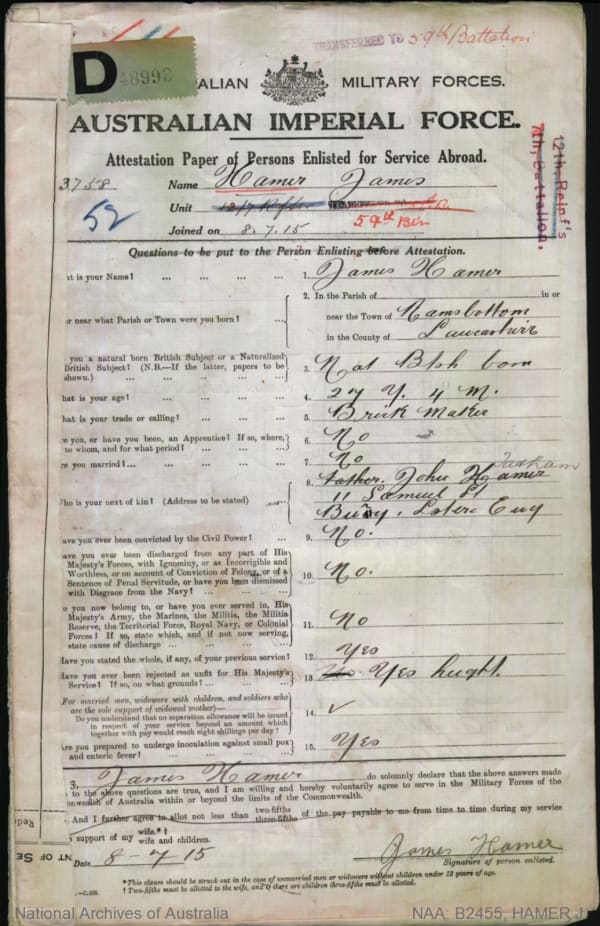 TRANSFERRED TO 59th Battalion
D 48992
ALIAN MILITARY FORCES.
AUSTRALIAN IMPERIAL FORCE.
Attestation Paper of Persons Enlisted for Service Abroad.
3758 Name Hamer James
52 Unit 12/7 Rfts 59th Bn
Joined on 8.7.15
12th, Reinf's
7th, Battalion.
Questions to be put to the Person Enlisting before Attestation.
at is your Name? ... ... ... ... 1. James Hamer
r near what Parish or Town were you born? ... ... 2. In the Parish of in or
near the Town of Ramsbottom
in the County of Lancashire
you a natural born British Subject or a Naturalized
British Subject? (N.B.—If the latter, papers to be
shown.) ... ... ... ... 3. Nat Btsh born
hat is your age? ... ... ... ... 4. 27 Y. 4 M.
hat is your trade or calling? ... ... ... 5. Brick Maker
re you, or have you been, an Apprentice? If so, where,
to whom, and for what period? ... ... 6. No
re you married? ... ... ... ... 7. No
Who is your next of kin? (Address to be stated) ... 8. Father. John Hamer
11 Samuel St
Bury, Eng
ave you ever been convicted by the Civil Power? ... 9. No.
ave you ever been discharged from any part of His
Majesty's Forces, with Ignominy, or as Incorrigible and
Worthless, or on account of Conviction of Felony, or of a
Sentence of Penal Servitude, or have you been dismissed
with Disgrace from the Navy? ... ... ... 10. No.
o you now belong to, or have you ever served in, His
Majesty's Army, the Marines, the Militia, the Militia
Reserve, the Territorial Force, Royal Navy, or Colonial
Forces? If so, state which, and if not now serving,
state cause of discharge ... ... ... 11. No
Have you stated the whole, if any, of your previous service? 12. Yes
Have you ever been rejected as unfit for His Majesty's
Service? If so, on what grounds? ... ... 13 Yes height.
For married men, widowers with children, and soldiers who
are the sole support of widowed mother)—
Do you understand that no separation allowance will be issued
in respect of your service beyond an amount which
together with pay would reach eight shillings per day? 14. ✓
Are you prepared to undergo inoculation against small pox
and enteric fever? ... ... ... 15. Yes
James Hamer do solemnly declare that the above answers made
to the above questions are true, and I am willing and hereby voluntarily agree to serve in the Military Forces of the
nwealth of Australia within or beyond the limits of the Commonwealth.
And I further agree to allot not less than two-fifths three-fifths of the pay payable to me from time to time during my service
support of my wife.*† wife and children.
Date 8-7-15 James Hamer
Signature of person enlisted.
*This clause should be struck out in the case of unmarried men or widowers without children under 18 years of age.
† Two-fifths must be allotted to the wife, and if there are children three-fifths must be allotted.
National Archives of Australia NAA: B2455, HAMER J